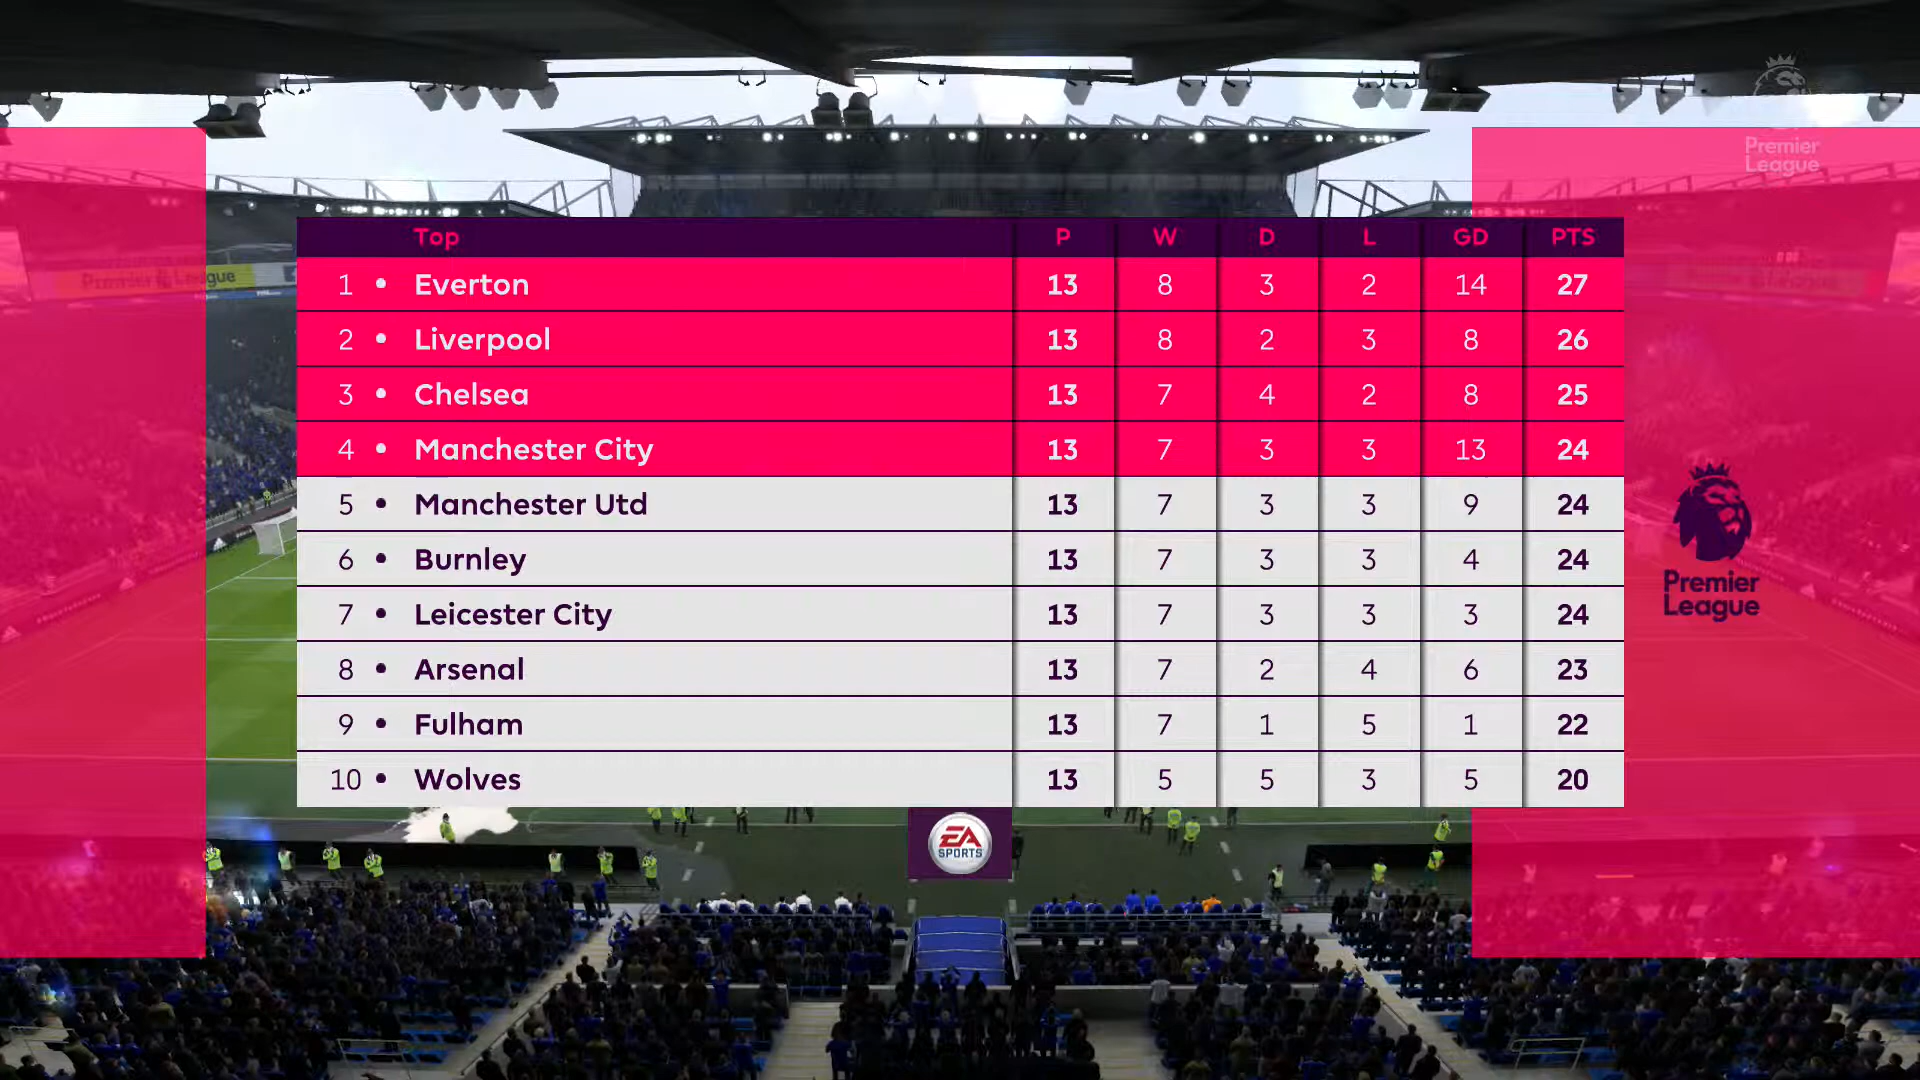 Premier
League
Premier League
Top P W D L GD PTS
1 • Everton 13 8 3 2 14 27
2 • Liverpool 13 8 2 3 8 26
3 • Chelsea 13 7 4 2 8 25
4 • Manchester City 13 7 3 3 13 24
5 • Manchester Utd 13 7 3 3 9 24
6 • Burnley 13 7 3 3 4 24
7 • Leicester City 13 7 3 3 3 24
8 • Arsenal 13 7 2 4 6 23
9 • Fulham 13 7 1 5 1 22
10 • Wolves 13 5 5 3 5 20
Premier
League
EA
SPORTS